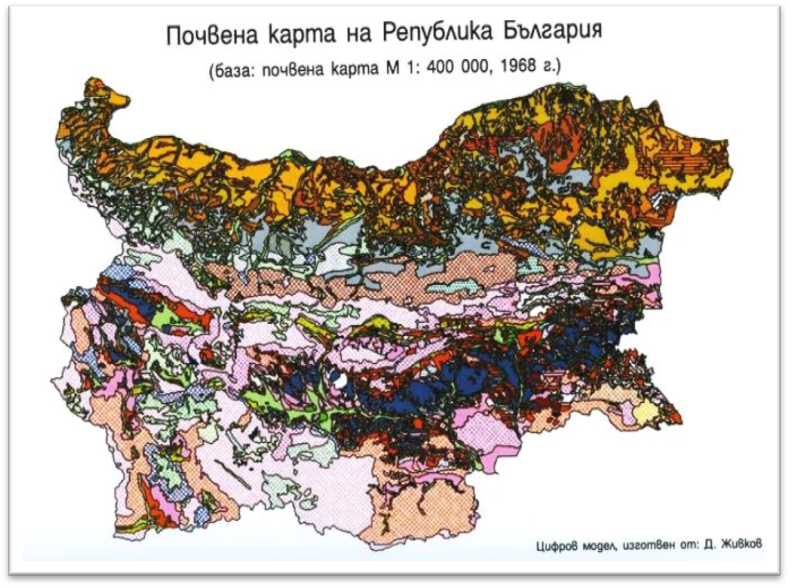 Почвена карта на Република България
(база: почвена карта М 1: 400 000, 1968 г.)
Цифров модел, изготвен от: Д. Живков